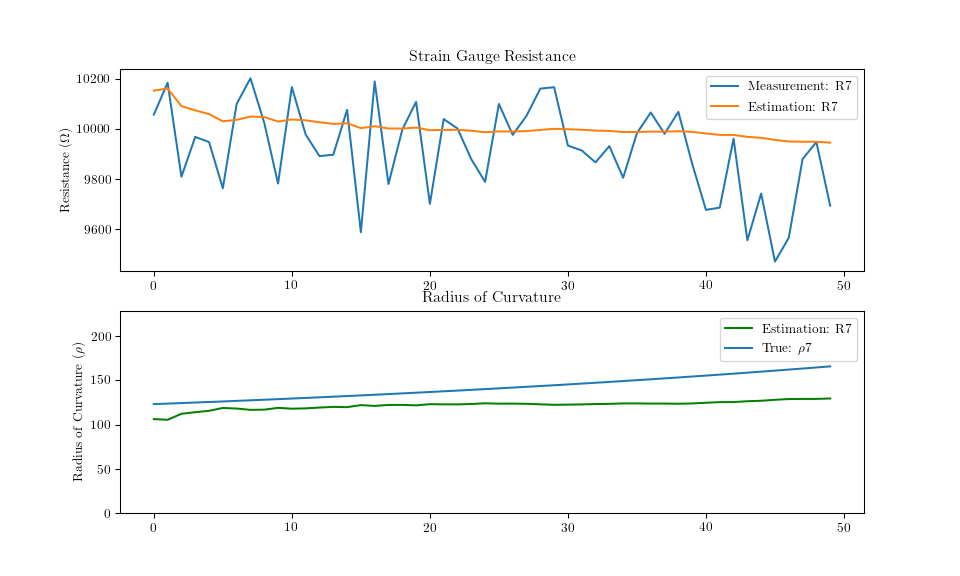 Strain Gauge Resistance
Resistance (Ω)
10200
10000
9800
9600
Measurement: R7
Estimation: R7
0 10 20 30 40 50
Radius of Curvature
Radius of Curvature (ρ)
200
150
100
50
0
Estimation: R7
True: ρ7
0 10 20 30 40 50